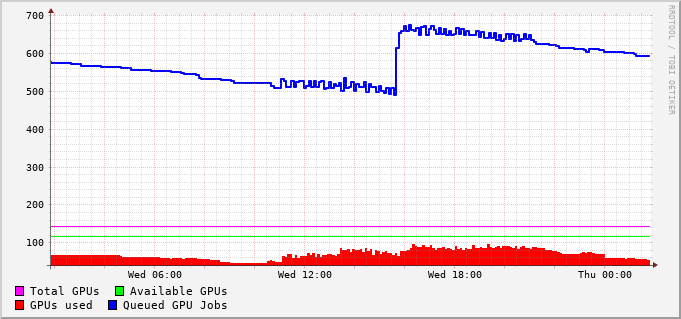 700
600
500
400
300
200
100
Wed 06:00 Wed 12:00 Wed 18:00 Thu 00:00
Total GPUs Available GPUs
GPUs used Queued GPU Jobs
RRDTOOL / TOBI OETIKER